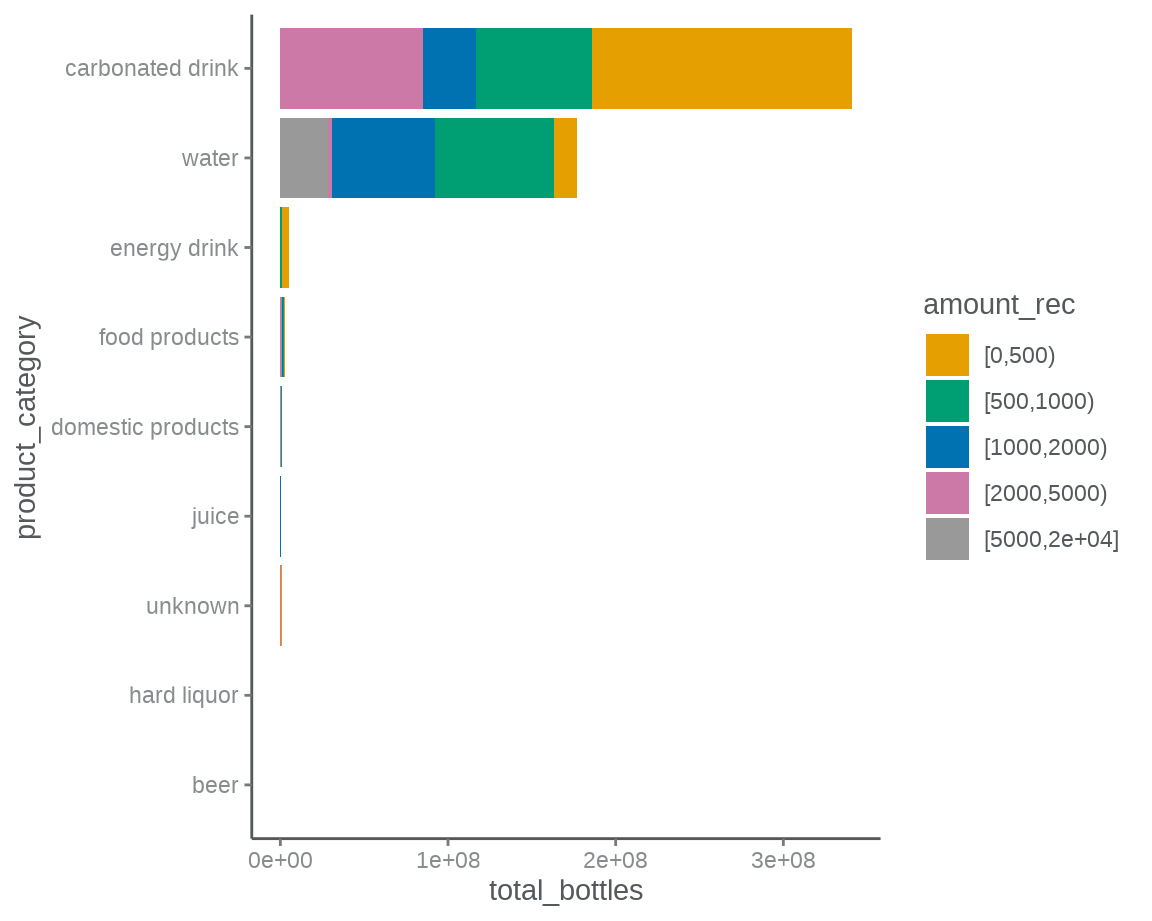 carbonated drink
water
energy drink
food products
domestic products
juice
unknown
hard liquor
beer
product_category
0e+00 1e+08 2e+08 3e+08
total_bottles
amount_rec
[0,500)
[500,1000)
[1000,2000)
[2000,5000)
[5000,2e+04]